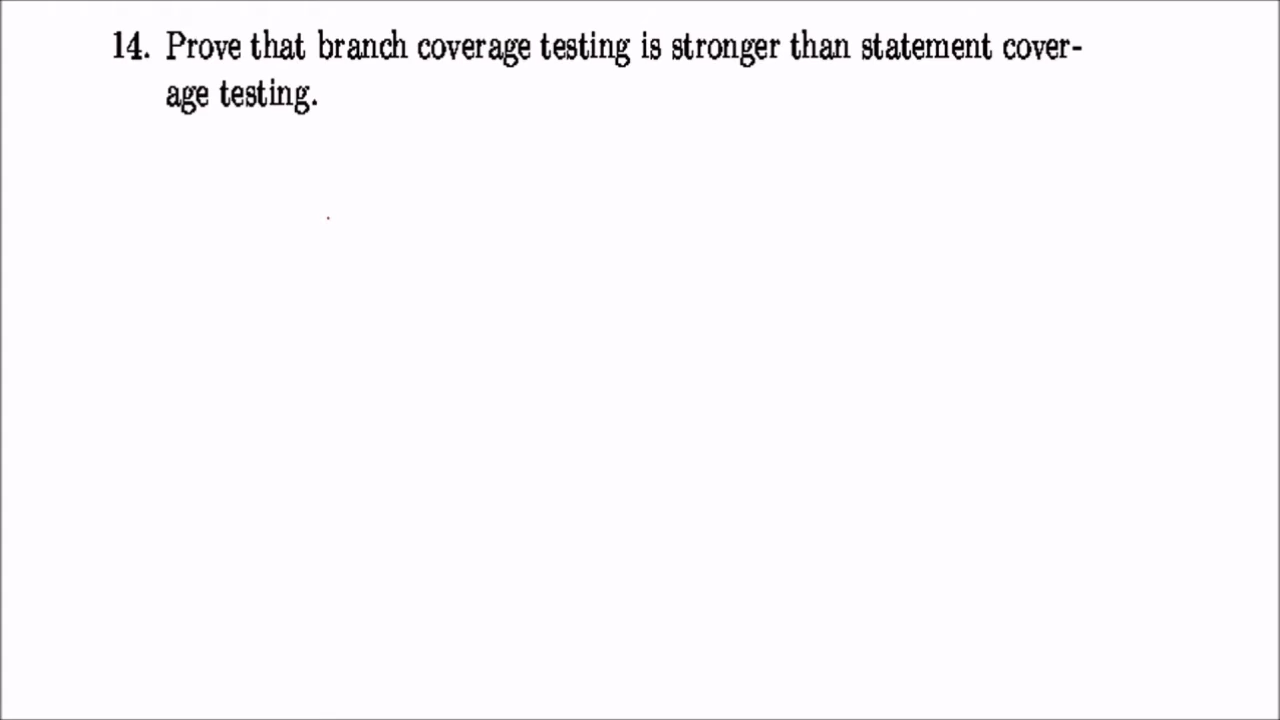 14. Prove that branch coverage testing is stronger than statement cover-
age testing.